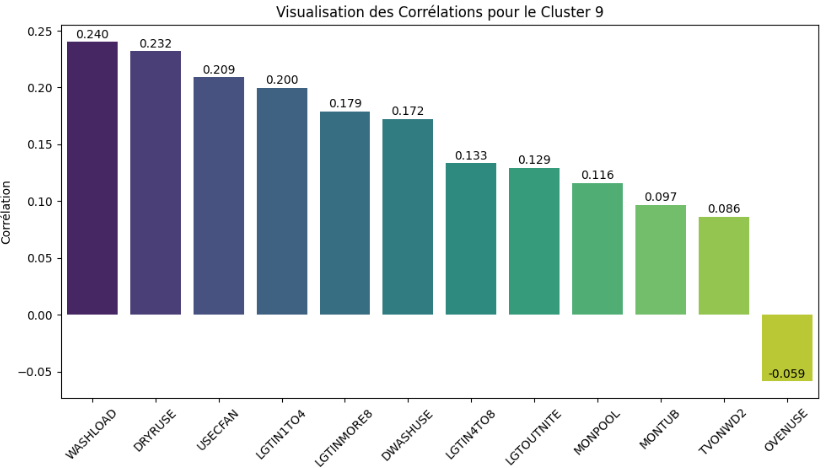 Visualisation des Corrélations pour le Cluster 9
Corrélation
0.25
0.20
0.15
0.10
0.05
0.00
−0.05
0.240
0.232
0.209
0.200
0.179
0.172
0.133
0.129
0.116
0.097
0.086
-0.059
WASHLOAD
DRYRUSE
USECFAN
LGTIN1TO4
LGTINMORE8
DWASHUSE
LGTIN4TO8
LGTOUTNITE
MONPOOL
MONTUB
TVONWD2
OVENUSE